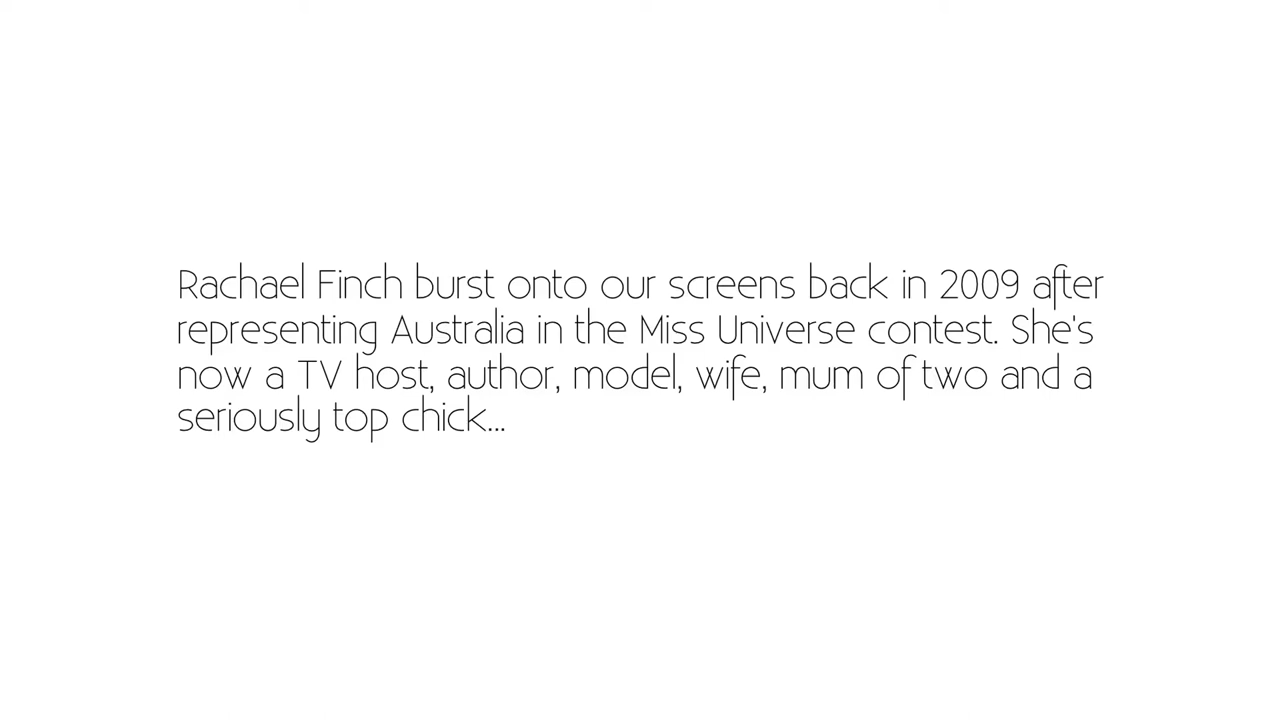 Rachael Finch burst onto our screens back in 2009 after
representing Australia in the Miss Universe contest. She's
now a TV host, author, model, wife, mum of two and a
seriously top chick...